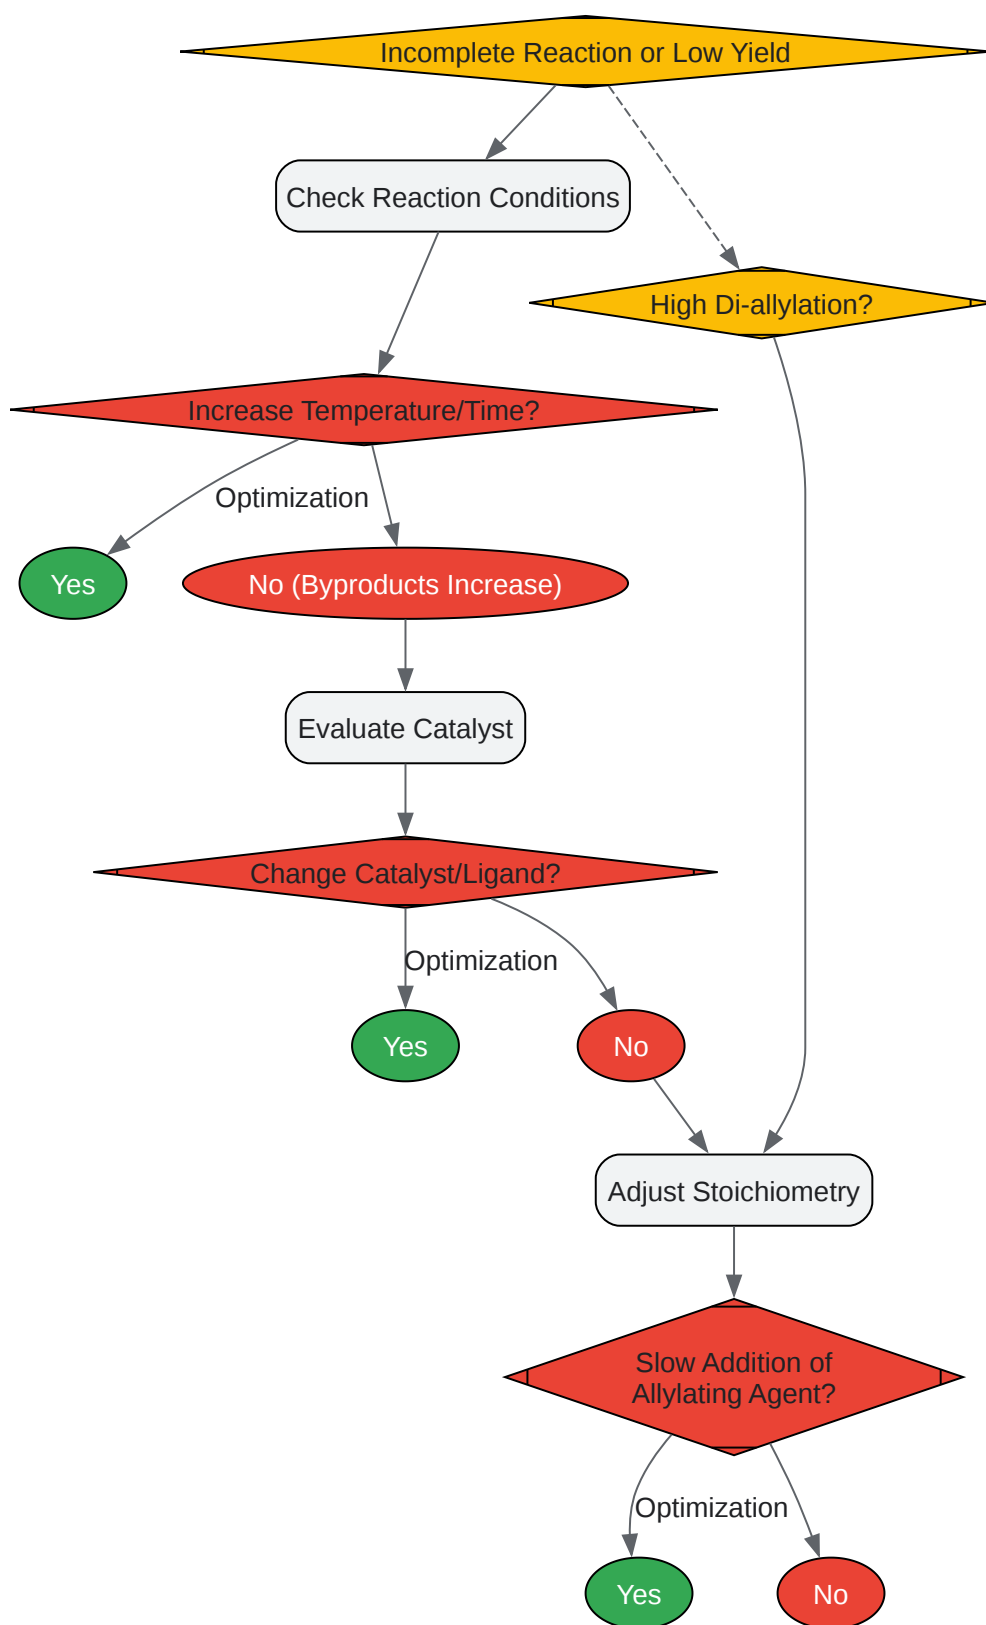 Incomplete Reaction or Low Yield
Check Reaction Conditions
High Di-allylation?
Increase Temperature/Time?
Optimization
Yes
No (Byproducts Increase)
Evaluate Catalyst
Change Catalyst/Ligand?
Optimization
Yes
No
Adjust Stoichiometry
Slow Addition of
Allylating Agent?
Optimization
Yes
No